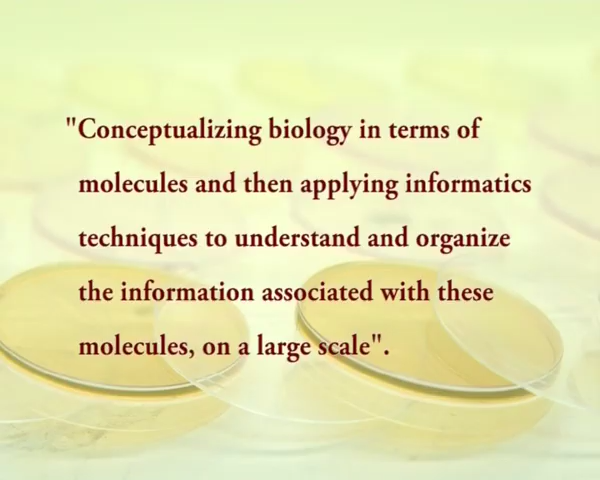 "Conceptualizing biology in terms of
molecules and then applying informatics
techniques to understand and organize
the information associated with these
molecules, on a large scale".